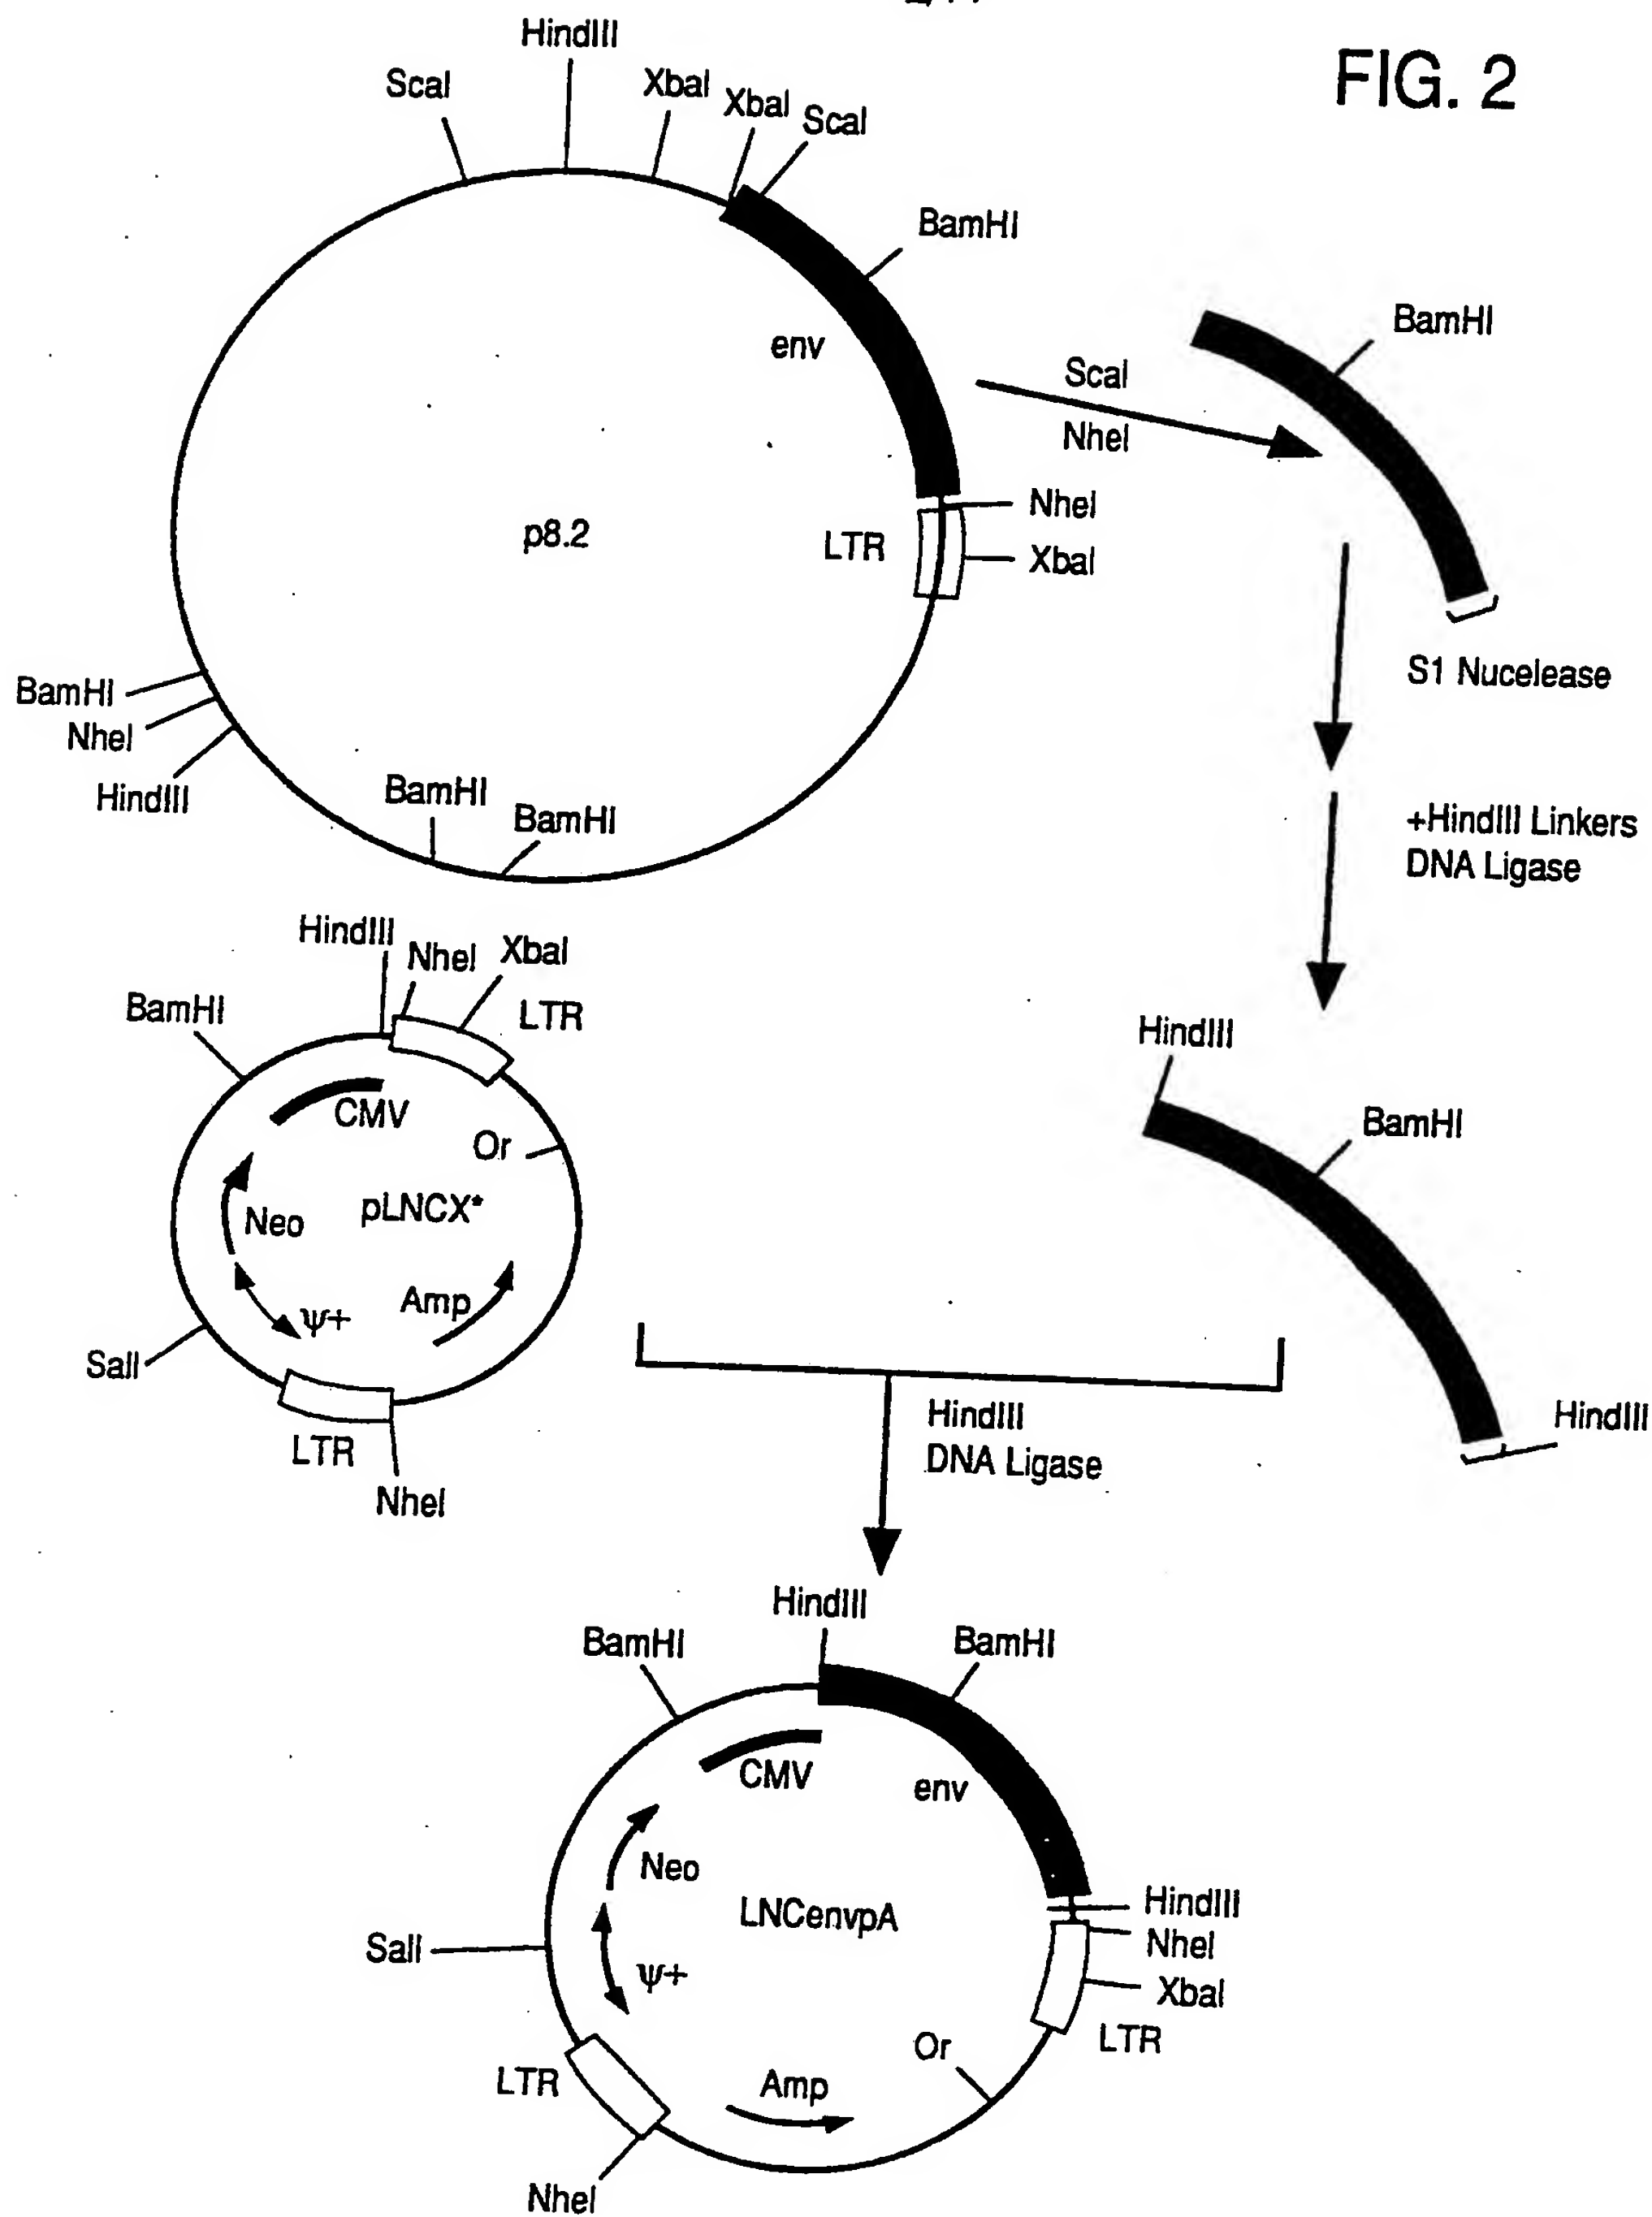 FIG. 2
HindIII
ScaI
XbaI
XbaI
ScaI
BamHI
env
NheI
LTR
XbaI
p8.2
BamHI
NheI
HindIII
BamHI
BamHI
ScaI
NheI
BamHI
S1 Nucelease
+HindIII Linkers
DNA Ligase
HindIII
NheI
XbaI
LTR
BamHI
CMV
Or
Neo
pLNCX*
Amp
ψ+
SalI
LTR
NheI
HindIII
BamHI
HindIII
HindIII
DNA Ligase
HindIII
BamHI
BamHI
CMV
env
Neo
LNCenvpA
HindIII
NheI
XbaI
LTR
SalI
ψ+
Or
LTR
Amp
NheI